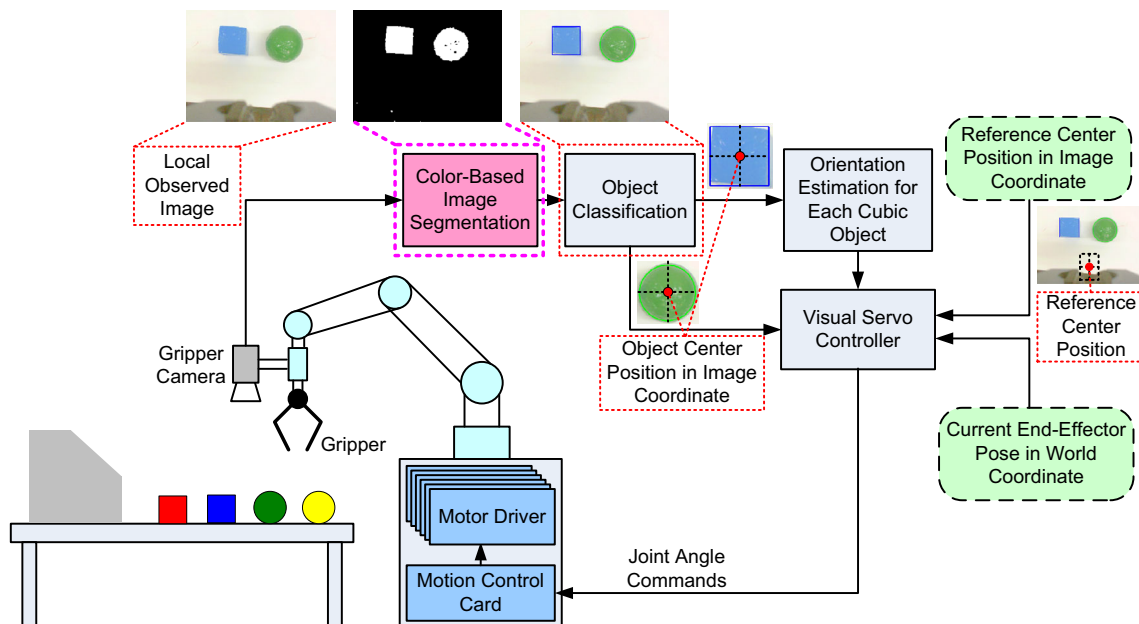 Local
Observed
Image
Color-Based
Image
Segmentation
Object
Classification
Orientation
Estimation for
Each Cubic
Object
Reference Center
Position in Image
Coordinate
Reference
Center
Position
Visual Servo
Controller
Object Center
Position in Image
Coordinate
Gripper
Camera
Gripper
Current End-Effector
Pose in World
Coordinate
Motor Driver
Motion Control
Card
Joint Angle
Commands